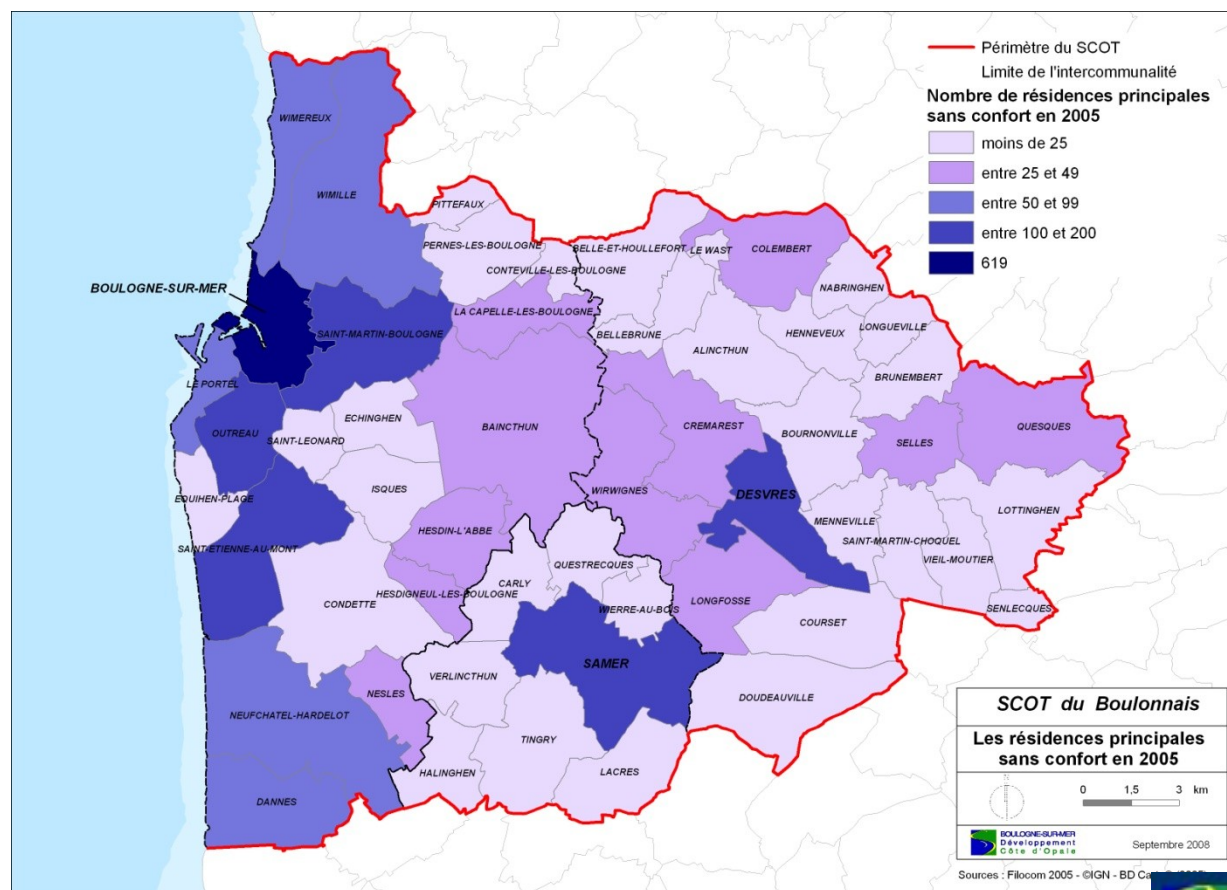 Périmètre du SCOT
Limite de l'intercommunalité
Nombre de résidences principales
sans confort en 2005
moins de 25
entre 25 et 49
entre 50 et 99
entre 100 et 200
619
WIMEREUX
WIMILLE
PITTEFAUX
PERNES-LES-BOULOGNE
CONTEVILLE-LES-BOULOGNE
BELLE-ET-HOULLEFORT
LE WAST
COLEMBERT
NABRINGHEN
BOULOGNE-SUR-MER
SAINT-MARTIN-BOULOGNE
LA CAPELLE-LES-BOULOGNE
BELLEBRUNE
HENNEVEUX
LONGUEVILLE
ALINCTHUN
BRUNEMBERT
LE PORTEL
ECHINGHEN
OUTREAU
SAINT-LEONARD
BAINCTHUN
CREMAREST
BOURNONVILLE
SELLES
QUESQUES
EQUIHEN-PLAGE
ISQUES
WIRWIGNES
DESVRES
HESDIN-L'ABBE
MENNEVILLE
LOTTINGHEN
SAINT-ETIENNE-AU-MONT
SAINT-MARTIN-CHOQUEL
VIEIL-MOUTIER
QUESTRECQUES
CARLY
CONDETTE
HESDIGNEUL-LES-BOULOGNE
WIERRE-AU-BOIS
LONGFOSSE
SENLECQUES
COURSET
SAMER
VERLINCTHUN
NESLES
DOUDEAUVILLE
NEUFCHATEL-HARDELOT
TINGRY
HALINGHEN
LACRES
DANNES
SCOT du Boulonnais
Les résidences principales
sans confort en 2005
N
0 1,5 3 km
BOULOGNE-SUR-MER
Développement
Côte d'Opale
Septembre 2008
Sources : Filocom 2005 - ©IGN - BD